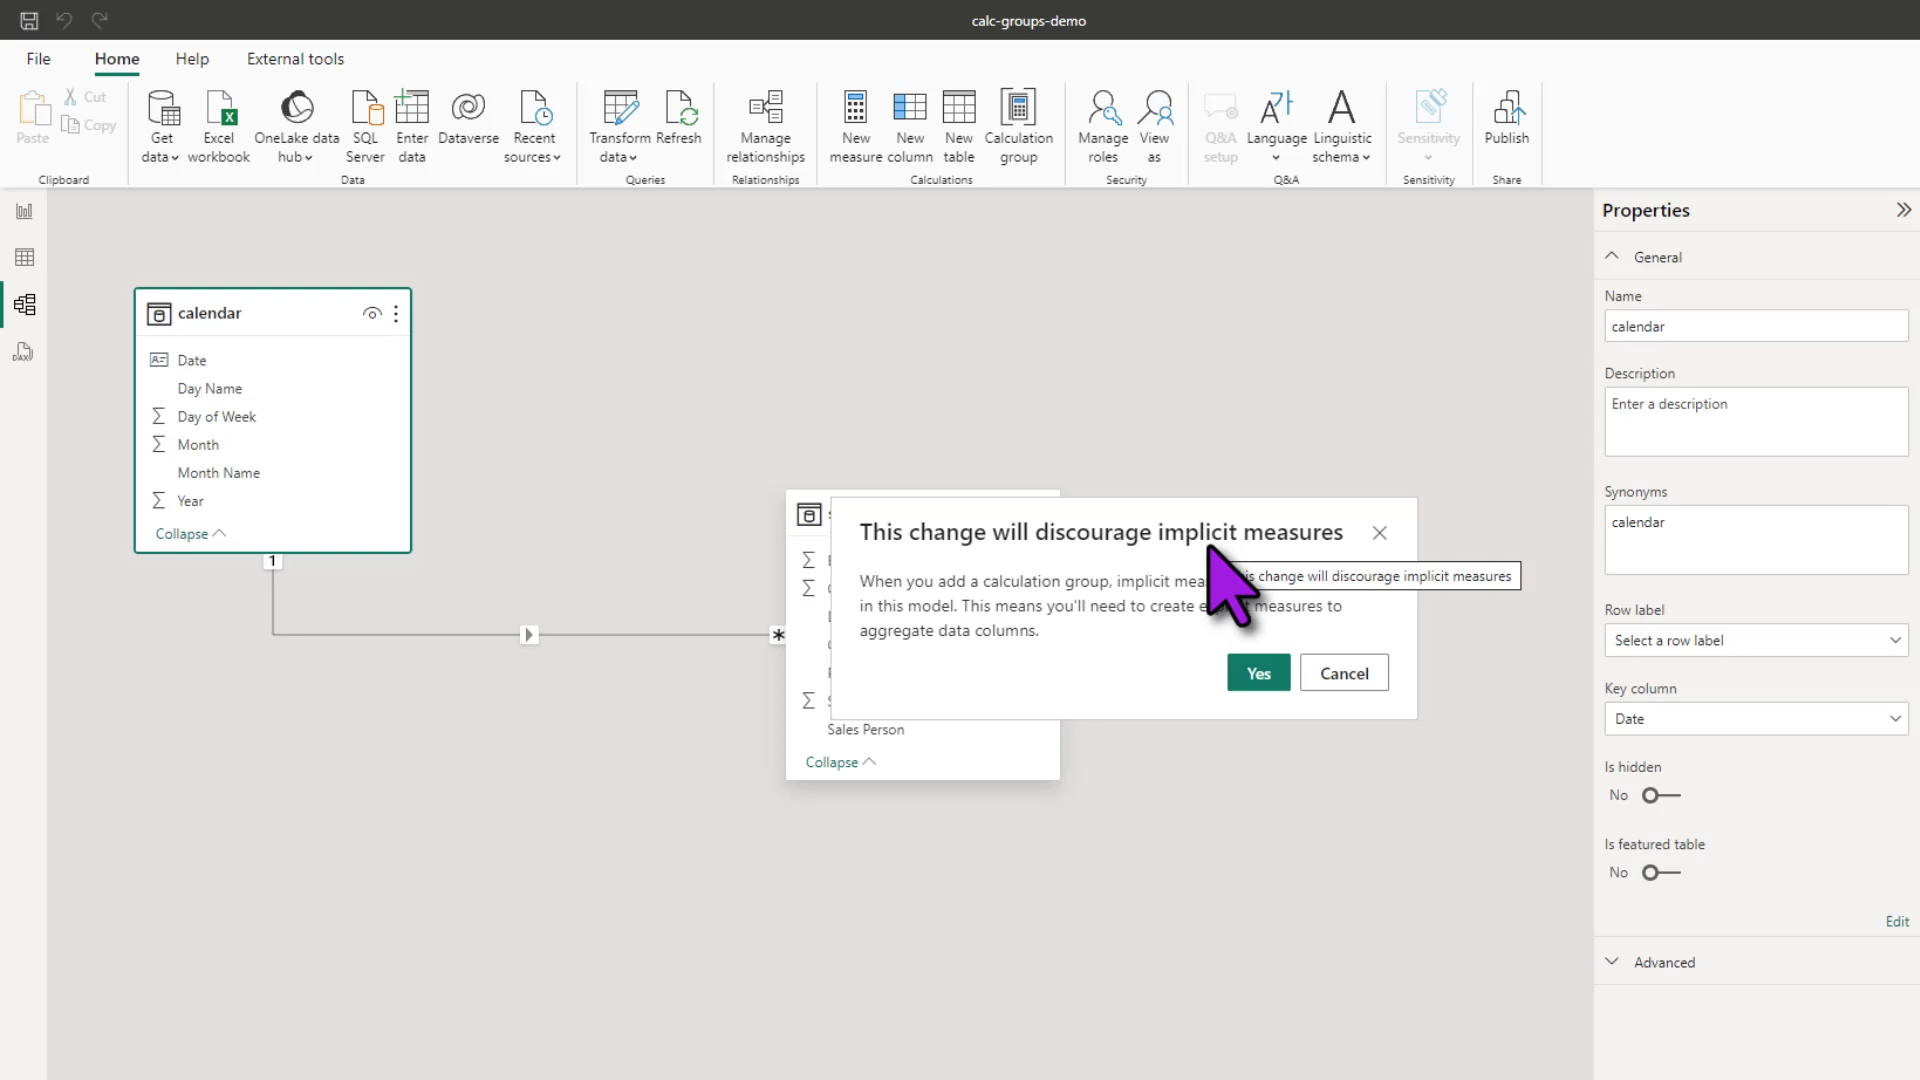 calc-groups-demo
File Home Help External tools
Paste
Cut
Copy
Clipboard
Get data
Excel workbook
OneLake data hub
SQL Server
Enter data
Dataverse
Recent sources
Data
Transform data
Refresh
Queries
Manage relationships
Relationships
New measure
New column
New table
Calculation group
Calculations
Manage roles
View as
Security
Q&A setup
Language
Linguistic schema
Q&A
Sensitivity
Sensitivity
Publish
Share
DAX
calendar
Date
Day Name
Day of Week
Month
Month Name
Year
Collapse
1
*
This change will discourage implicit measures
When you add a calculation group, implicit
in this model. This means you'll need to create measures to
aggregate data columns.
change will discourage implicit measures
Yes
Cancel
Sales Person
Collapse
Properties
General
Name
calendar
Description
Enter a description
Synonyms
calendar
Row label
Select a row label
Key column
Date
Is hidden
No
Is featured table
No
Edit
Advanced